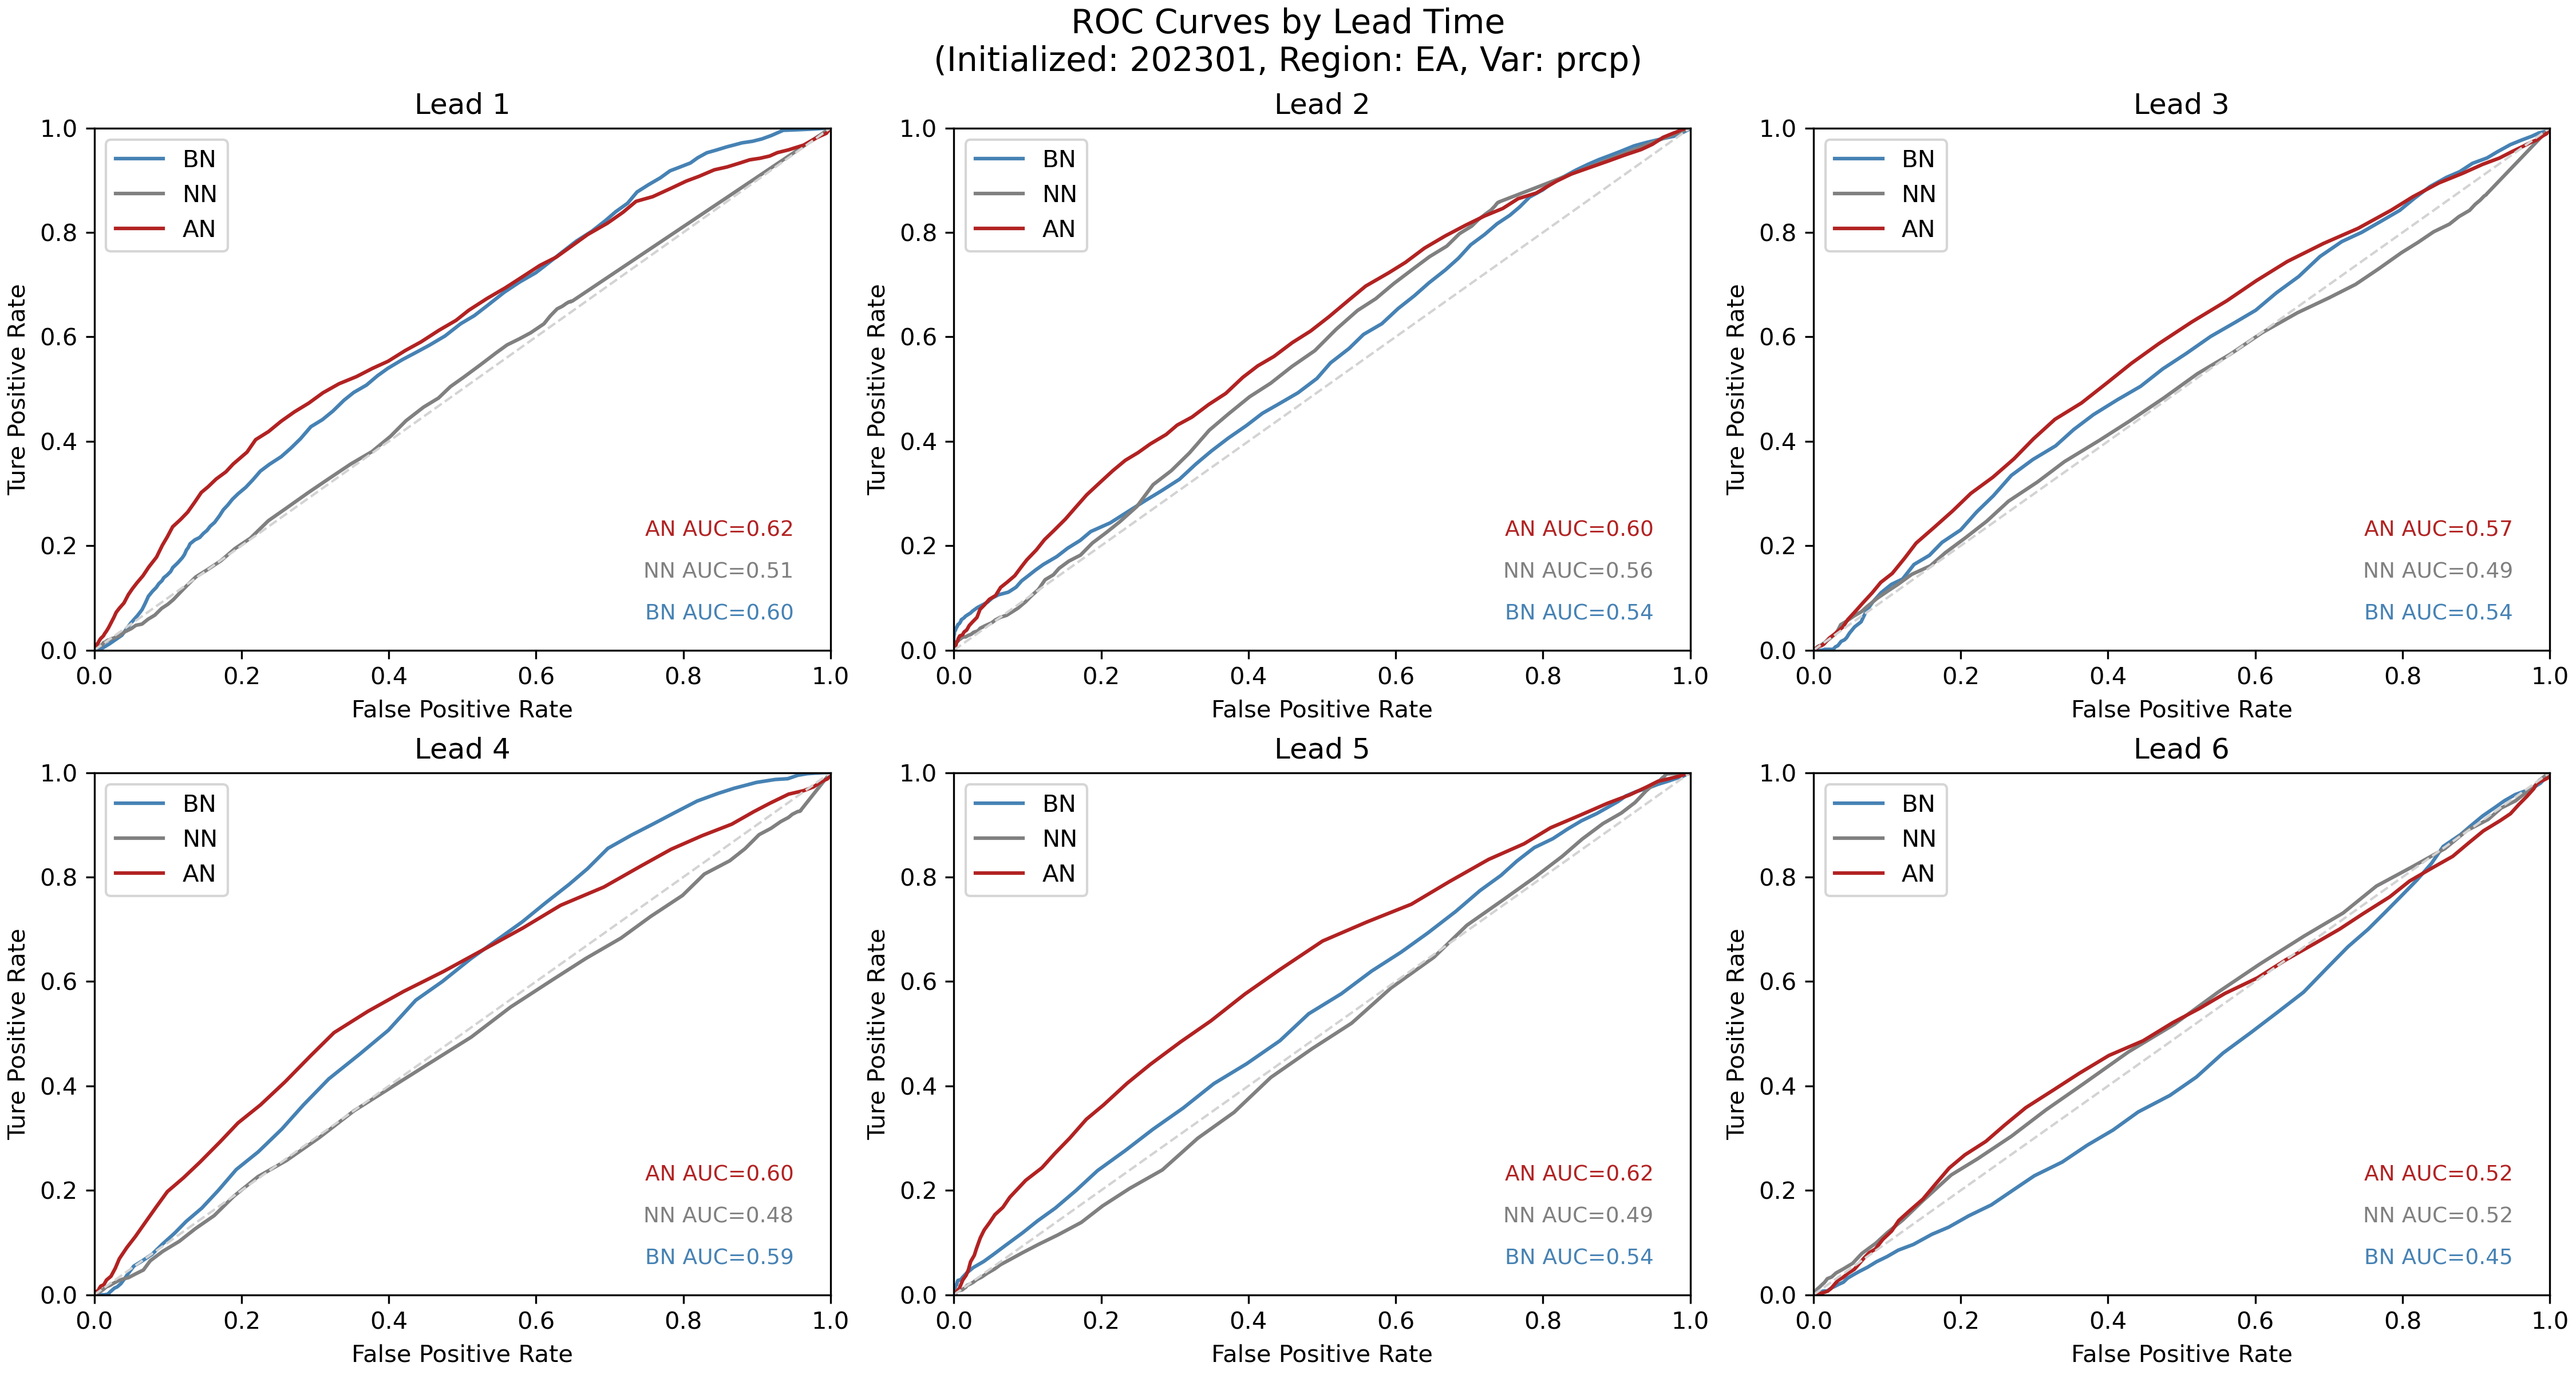 ROC Curves by Lead Time
(Initialized: 202301, Region: EA, Var: prcp)
Lead 1
1.0
0.8
0.6
0.4
0.2
0.0
Ture Positive Rate
BN
NN
AN
AN AUC=0.62
NN AUC=0.51
BN AUC=0.60
0.0 0.2 0.4 0.6 0.8 1.0
False Positive Rate
Lead 2
1.0
0.8
0.6
0.4
0.2
0.0
Ture Positive Rate
BN
NN
AN
AN AUC=0.60
NN AUC=0.56
BN AUC=0.54
0.0 0.2 0.4 0.6 0.8 1.0
False Positive Rate
Lead 3
1.0
0.8
0.6
0.4
0.2
0.0
Ture Positive Rate
BN
NN
AN
AN AUC=0.57
NN AUC=0.49
BN AUC=0.54
0.0 0.2 0.4 0.6 0.8 1.0
False Positive Rate
Lead 4
1.0
0.8
0.6
0.4
0.2
0.0
Ture Positive Rate
BN
NN
AN
AN AUC=0.60
NN AUC=0.48
BN AUC=0.59
0.0 0.2 0.4 0.6 0.8 1.0
False Positive Rate
Lead 5
1.0
0.8
0.6
0.4
0.2
0.0
Ture Positive Rate
BN
NN
AN
AN AUC=0.62
NN AUC=0.49
BN AUC=0.54
0.0 0.2 0.4 0.6 0.8 1.0
False Positive Rate
Lead 6
1.0
0.8
0.6
0.4
0.2
0.0
Ture Positive Rate
BN
NN
AN
AN AUC=0.52
NN AUC=0.52
BN AUC=0.45
0.0 0.2 0.4 0.6 0.8 1.0
False Positive Rate